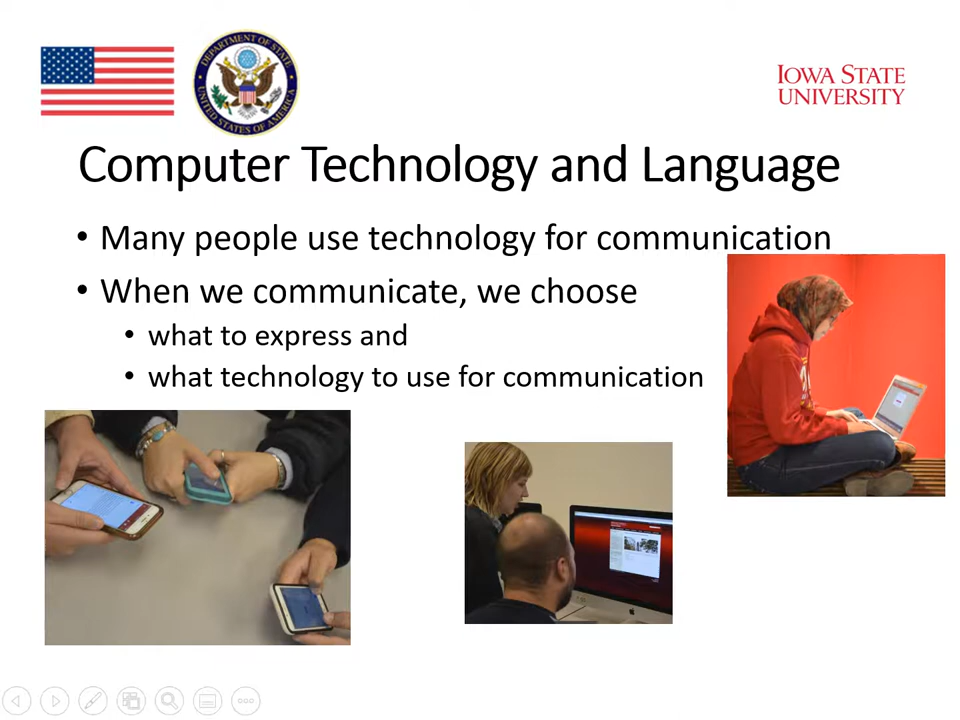 DEPARTMENT OF STATE
UNITED STATES OF AMERICA
IOWA STATE
UNIVERSITY
Computer Technology and Language
• Many people use technology for communication
• When we communicate, we choose
• what to express and
• what technology to use for communication